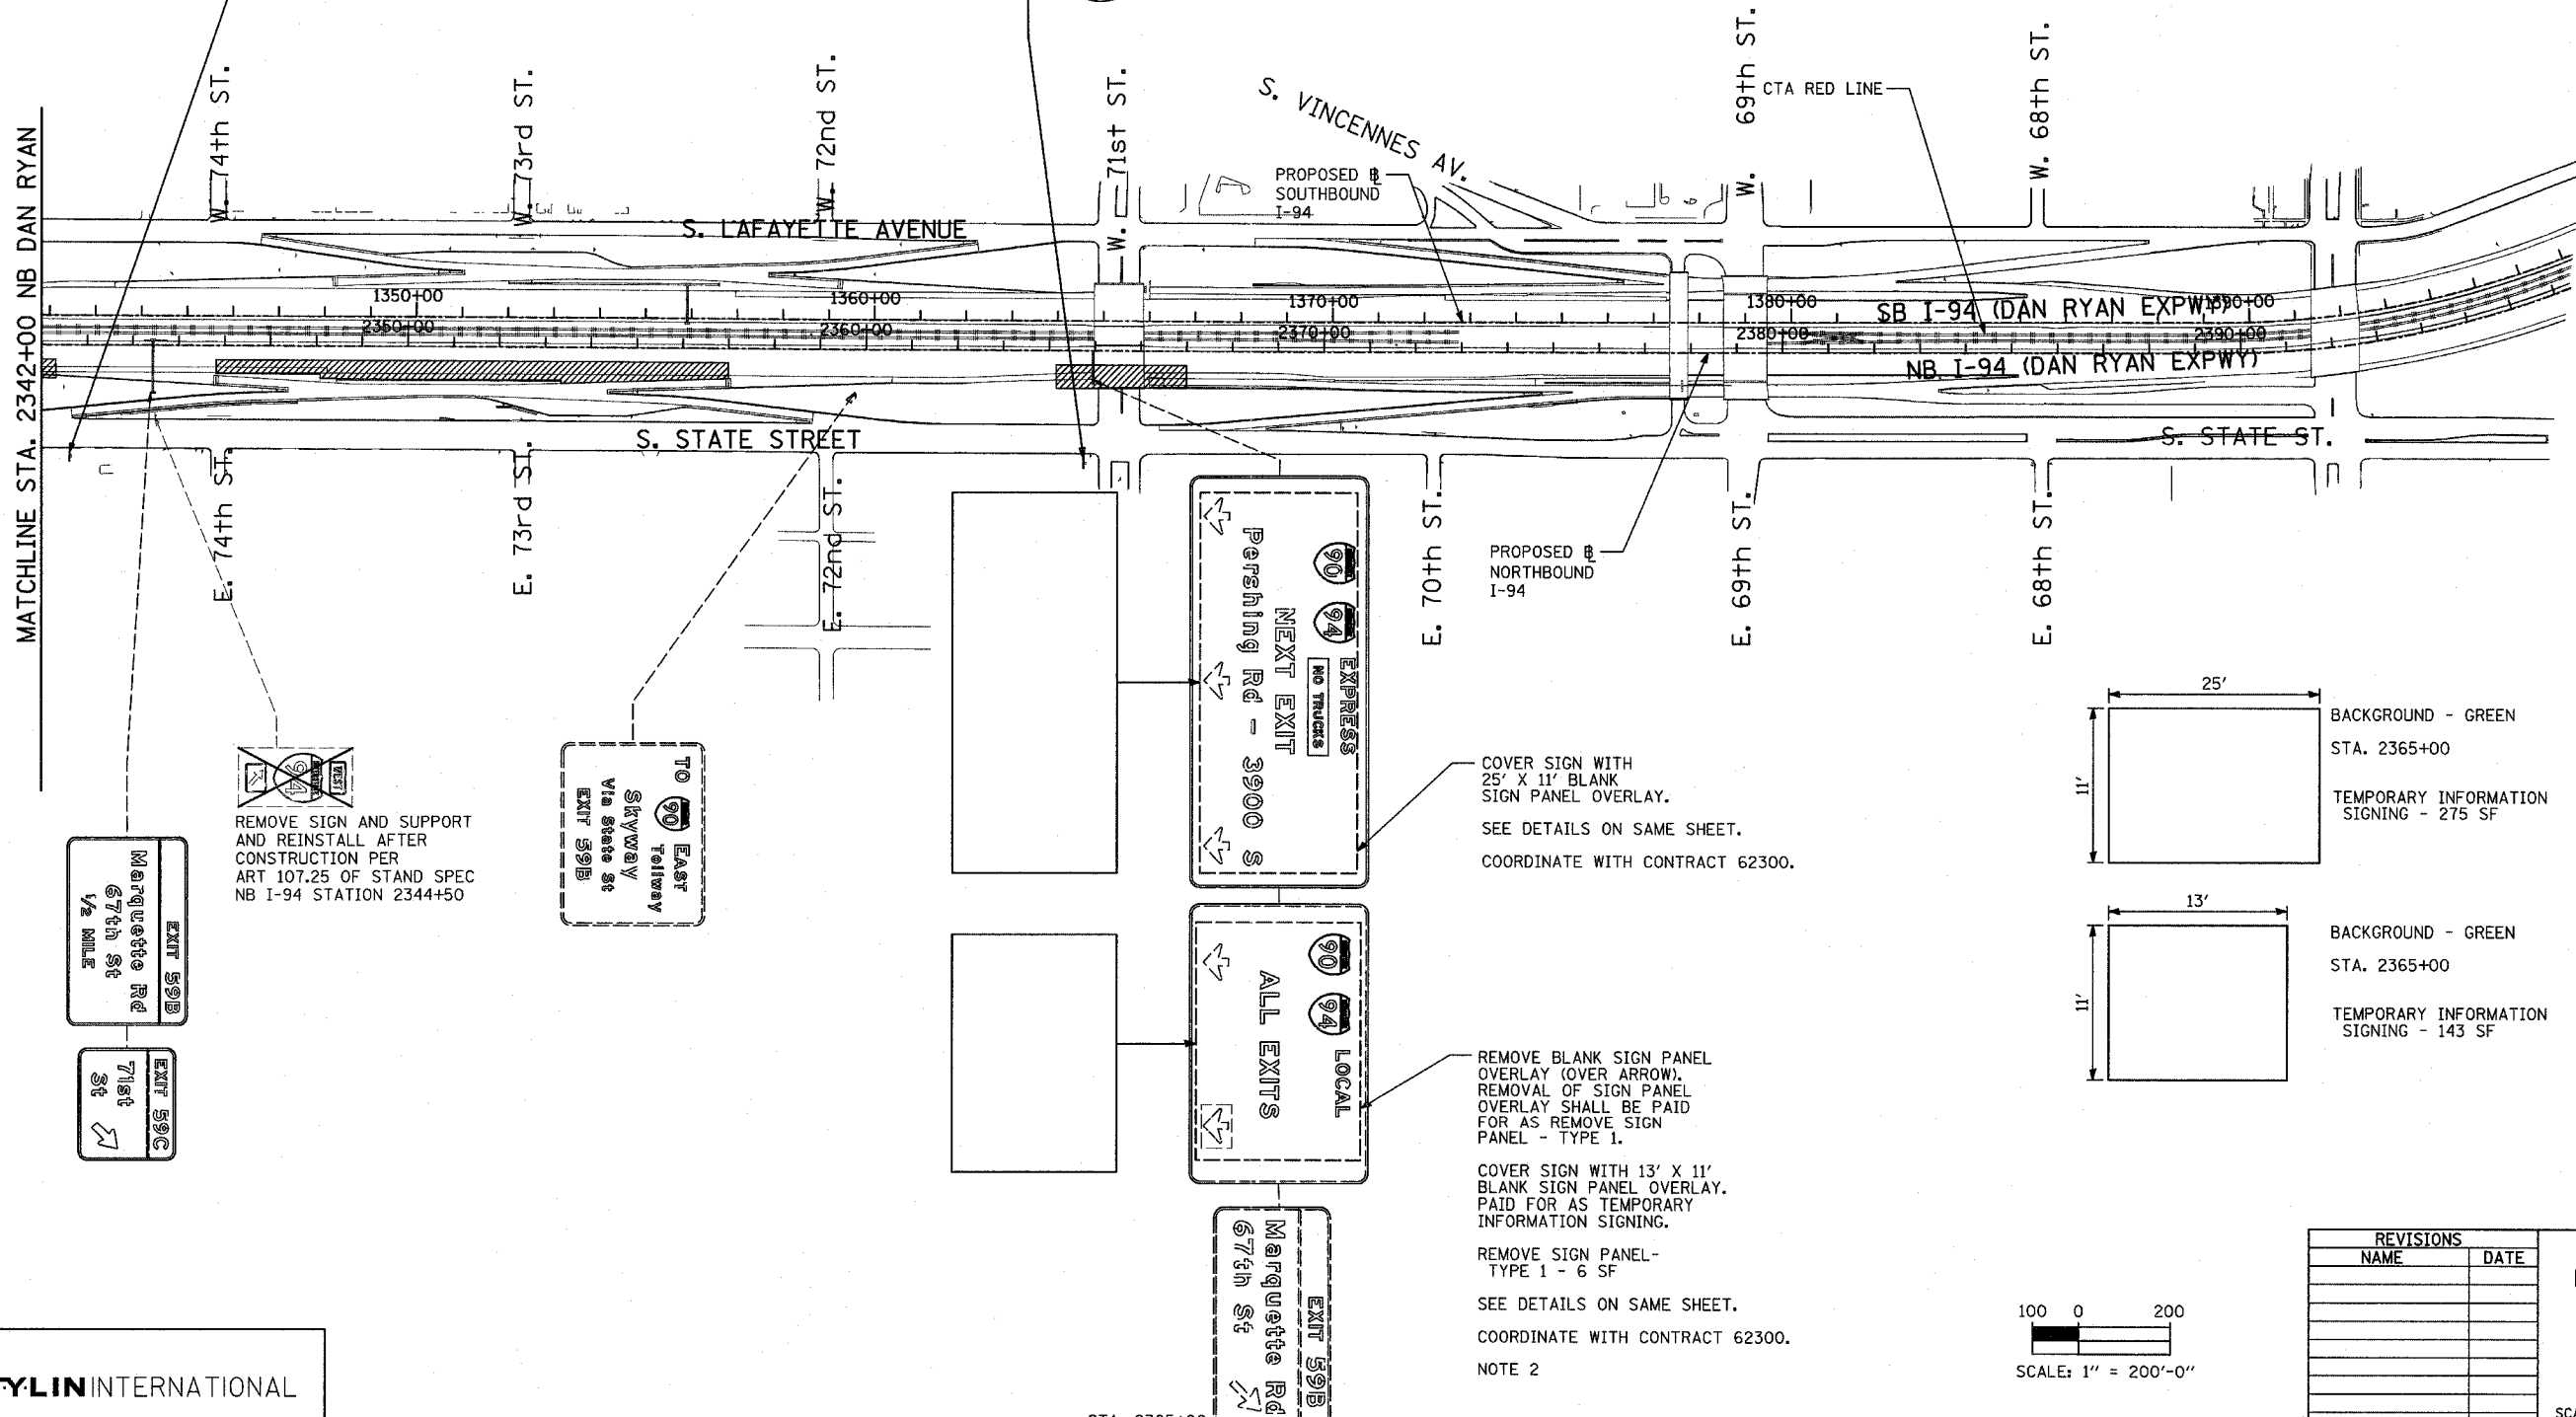 MATCHLINE STA. 2342+00 NB DAN RYAN
W. 74th ST.
W. 73rd ST.
W. 72nd ST.
W. 71st ST.
S. VINCENNES AV.
W. 69th ST.
W. 68th ST.
CTA RED LINE
PROPOSED ℄
SOUTHBOUND
I-94
S. LAFAYETTE AVENUE
1350+00
1360+00
1370+00
1380+00
1390+00
SB I-94 (DAN RYAN EXPWY)
2350+00
2360+00
2370+00
2380+00
2390+00
NB I-94 (DAN RYAN EXPWY)
S. STATE STREET
S. STATE ST.
E. 74th ST.
E. 73rd ST.
E. 72nd ST.
E. 70th ST.
E. 69th ST.
E. 68th ST.
PROPOSED ℄
NORTHBOUND
I-94
WEST
94
REMOVE SIGN AND SUPPORT
AND REINSTALL AFTER
CONSTRUCTION PER
ART 107.25 OF STAND SPEC
NB I-94 STATION 2344+50
EXIT 59B
Marquette Rd
67th St
1/2 MILE
EXIT 59C
71st
St
TO 90 EAST
Tollway
Skyway
Via State St
EXIT 59B
90 94 EXPRESS
NO TRUCKS
NEXT EXIT
Pershing Rd - 3900 S
90 94 LOCAL
ALL EXITS
EXIT 59B
Marquette Rd
67th St
COVER SIGN WITH
25' X 11' BLANK
SIGN PANEL OVERLAY.
SEE DETAILS ON SAME SHEET.
COORDINATE WITH CONTRACT 62300.
REMOVE BLANK SIGN PANEL
OVERLAY (OVER ARROW).
REMOVAL OF SIGN PANEL
OVERLAY SHALL BE PAID
FOR AS REMOVE SIGN
PANEL - TYPE 1.
COVER SIGN WITH 13' X 11'
BLANK SIGN PANEL OVERLAY.
PAID FOR AS TEMPORARY
INFORMATION SIGNING.
REMOVE SIGN PANEL-
TYPE 1 - 6 SF
SEE DETAILS ON SAME SHEET.
COORDINATE WITH CONTRACT 62300.
NOTE 2
25'
11'
BACKGROUND - GREEN
STA. 2365+00
TEMPORARY INFORMATION
SIGNING - 275 SF
13'
11'
BACKGROUND - GREEN
STA. 2365+00
TEMPORARY INFORMATION
SIGNING - 143 SF
100 0 200
SCALE: 1" = 200'-0"
REVISIONS
NAME DATE
Y·LIN INTERNATIONAL